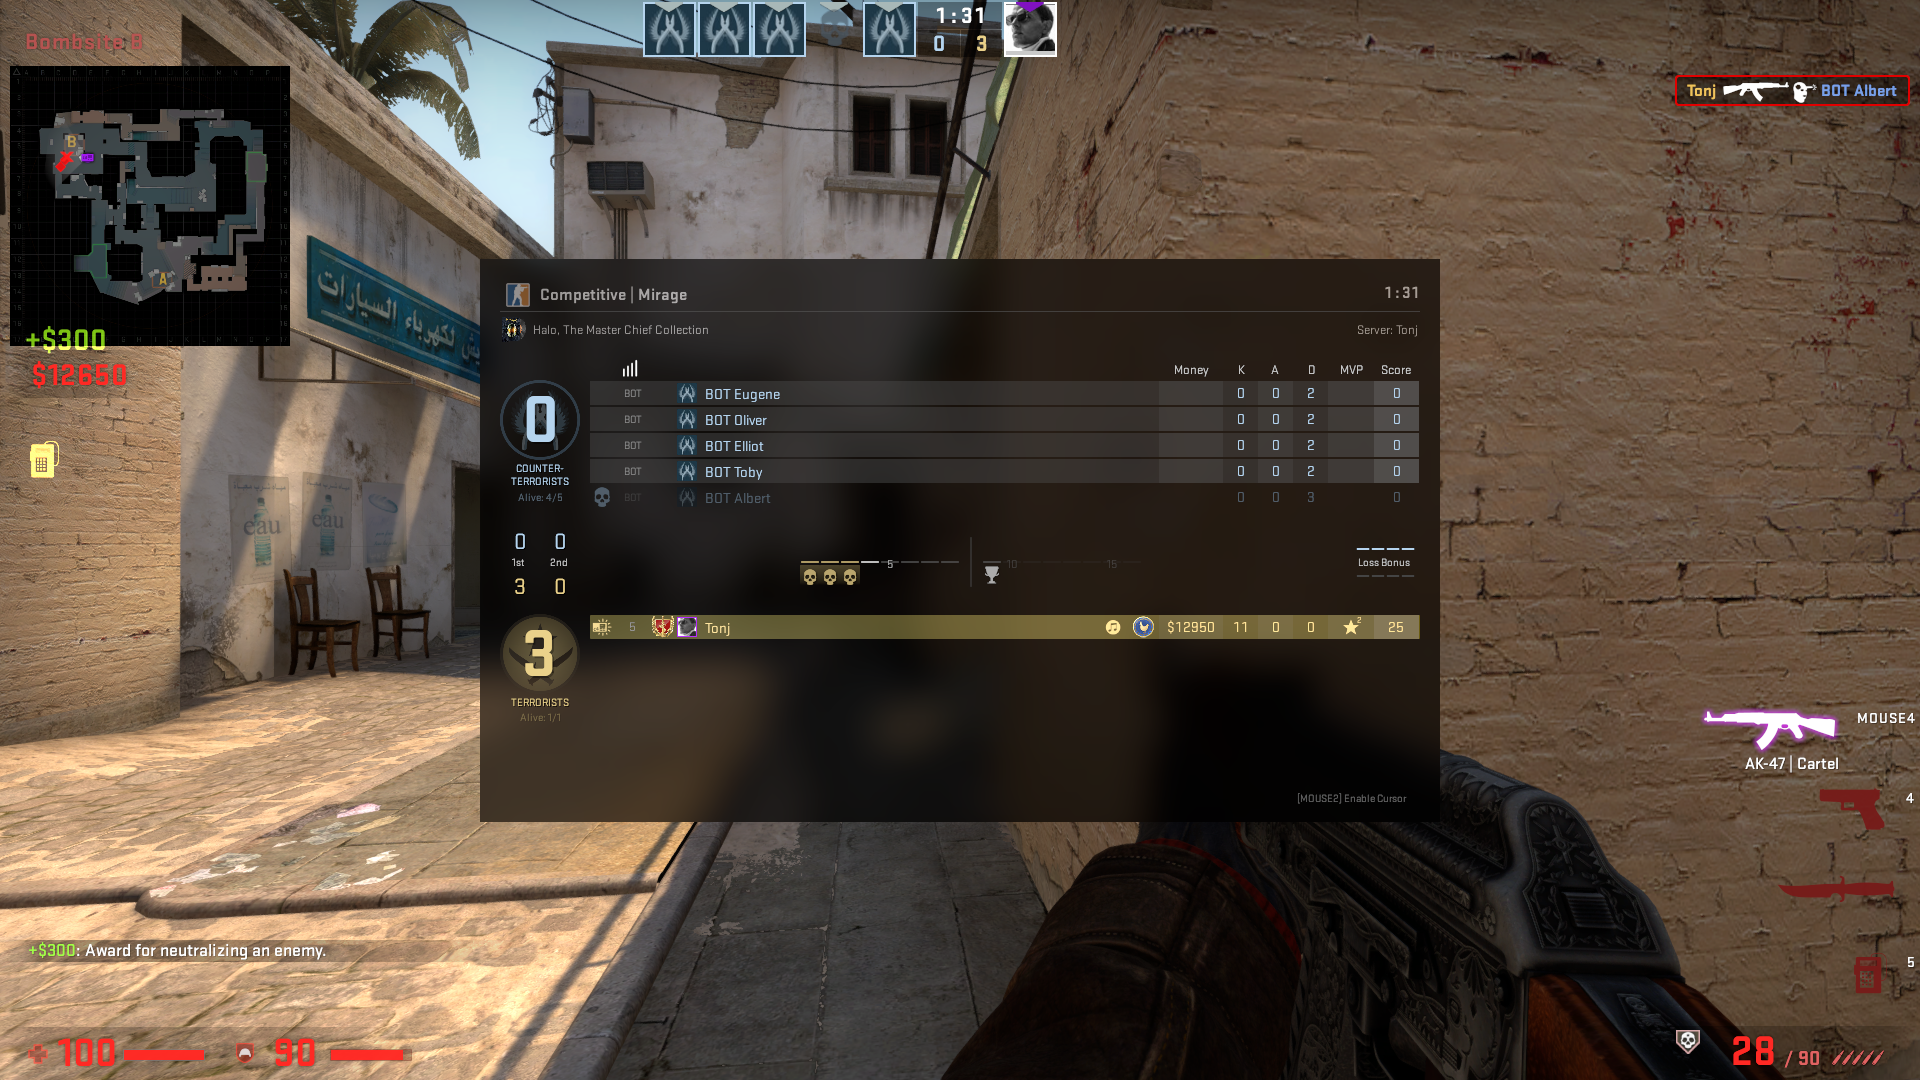 1:31
0 3
Bombsite B
Tonj BOT Albert
B
A
+$300
$12650
لكهرباء السيارات
eau
eau
Competitive | Mirage
1:31
Halo, The Master Chief Collection
Server: Tonj
Money K A D MVP Score
0
COUNTER-
TERRORISTS
Alive: 4/5
BOT BOT Eugene 0 0 2 0
BOT BOT Oliver 0 0 2 0
BOT BOT Elliot 0 0 2 0
BOT BOT Toby 0 0 2 0
BOT BOT Albert 0 0 3 0
0 0
1st 2nd
3 0
5 10 15
Loss Bonus
3
TERRORISTS
Alive: 1/1
5 Tonj $12950 11 0 0 2 25
[MOUSE2] Enable Cursor
MOUSE4
AK-47 | Cartel
4
5
+$300: Award for neutralizing an enemy.
100 90
28 / 90